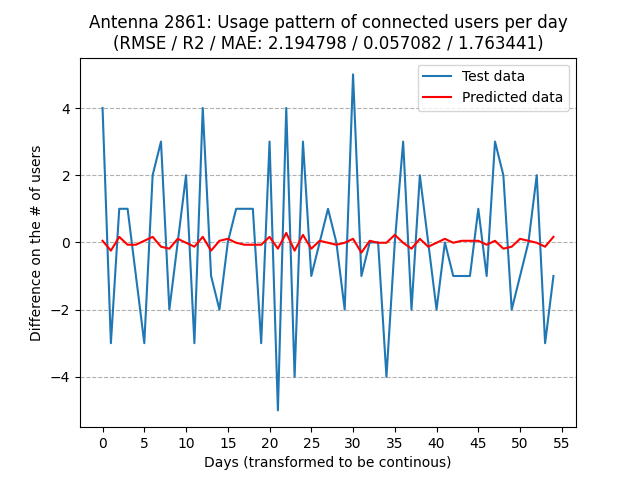 Antenna 2861: Usage pattern of connected users per day
(RMSE / R2 / MAE: 2.194798 / 0.057082 / 1.763441)
Test data
Predicted data
Difference on the # of users
4
2
0
−2
−4
0 5 10 15 20 25 30 35 40 45 50 55
Days (transformed to be continous)